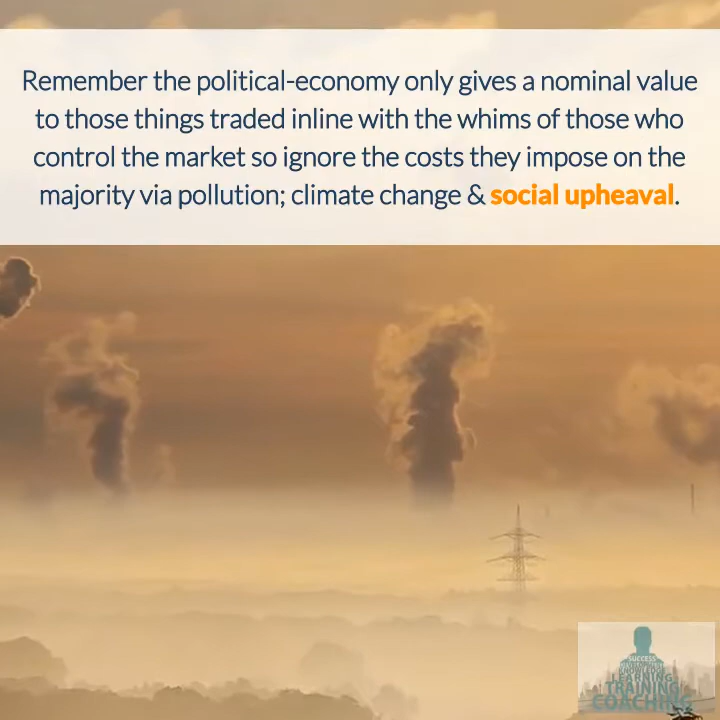 Remember the political-economy only gives a nominal value
to those things traded inline with the whims of those who
control the market so ignore the costs they impose on the
majority via pollution; climate change & social upheaval.
SUCCESS
KNOWLEDGE
LEARNING
TRAINING
COACHING